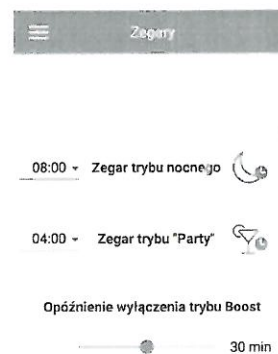 Zegary
08:00 Zegar trybu nocnego
04:00 Zegar trybu "Party"
Opóźnienie wyłączenia trybu Boost
30 min